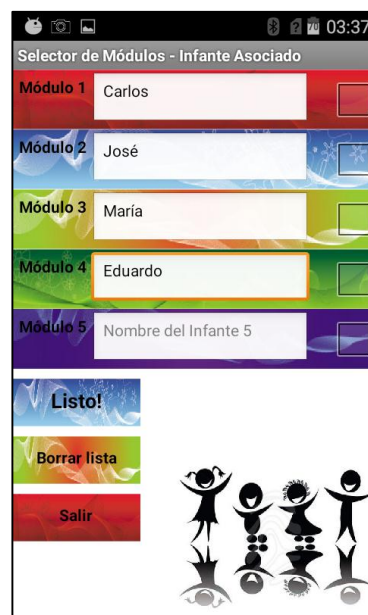 70 03:37
Selector de Módulos - Infante Asociado
Módulo 1 Carlos
Módulo 2 José
Módulo 3 María
Módulo 4 Eduardo
Módulo 5 Nombre del Infante 5
Listo!
Borrar lista
Salir